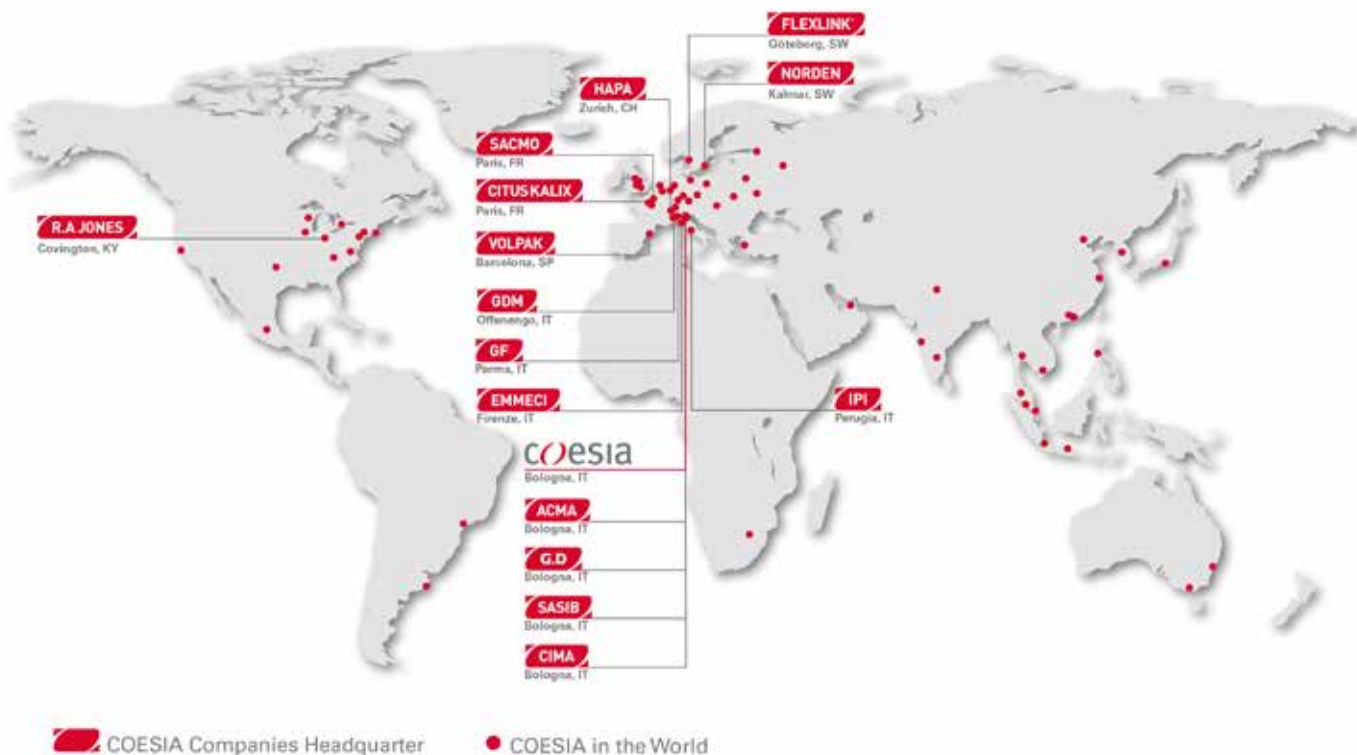 FLEXLINK®
Göteborg, SW
NORDEN
Kalmar, SW
HAPA
Zurich, CH
SACMO
Paris, FR
CITUS KALIX
Paris, FR
R.A JONES
Covington, KY
VOLPAK
Barcelona, SP
GDM
Offanengo, IT
GF
Parma, IT
EMMECI
Firenze, IT
IPI
Perugia, IT
coesia
Bologna, IT
ACMA
Bologna, IT
G.D
Bologna, IT
SASIB
Bologna, IT
CIMA
Bologna, IT
COESIA Companies Headquarter
COESIA in the World